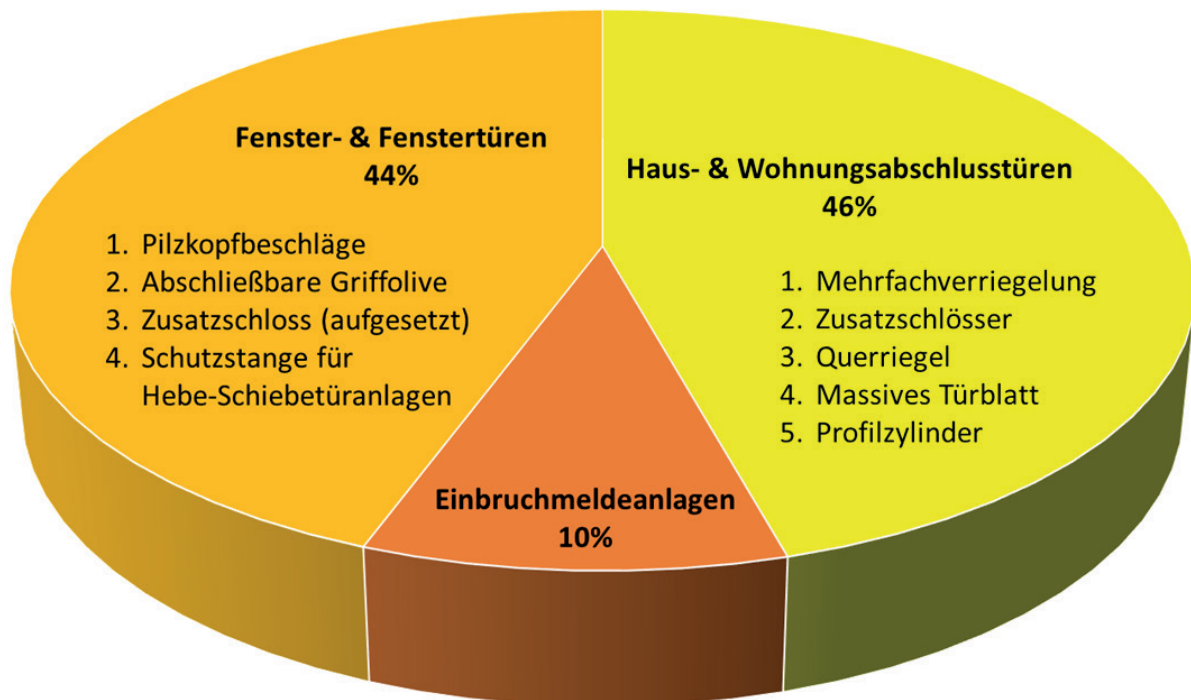 Fenster- & Fenstertüren
44%
1. Pilzkopfbeschläge
2. Abschließbare Griffolive
3. Zusatzschloss (aufgesetzt)
4. Schutzstange für
Hebe-Schiebetüranlagen
Haus- & Wohnungsabschlusstüren
46%
1. Mehrfachverriegelung
2. Zusatzschlösser
3. Querriegel
4. Massives Türblatt
5. Profilzylinder
Einbruchmeldeanlagen
10%